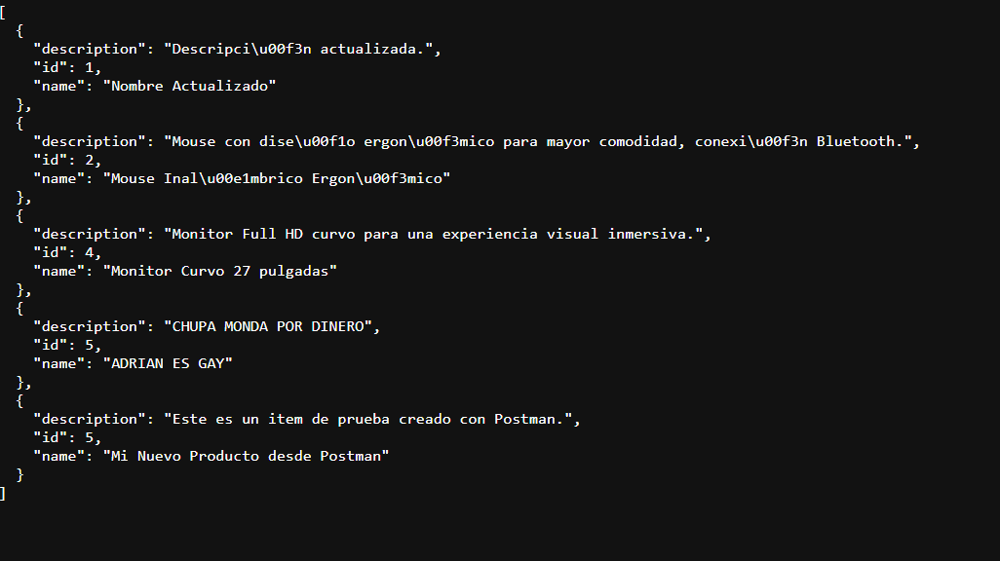 [
  {
    "description": "Descripci\u00f3n actualizada.",
    "id": 1,
    "name": "Nombre Actualizado"
  },
  {
    "description": "Mouse con dise\u00f1o ergon\u00f3mico para mayor comodidad, conexi\u00f3n Bluetooth.",
    "id": 2,
    "name": "Mouse Inal\u00e1mbrico Ergon\u00f3mico"
  },
  {
    "description": "Monitor Full HD curvo para una experiencia visual inmersiva.",
    "id": 4,
    "name": "Monitor Curvo 27 pulgadas"
  },
  {
    "description": "CHUPA MONDA POR DINERO",
    "id": 5,
    "name": "ADRIAN ES GAY"
  },
  {
    "description": "Este es un item de prueba creado con Postman.",
    "id": 5,
    "name": "Mi Nuevo Producto desde Postman"
  }
]